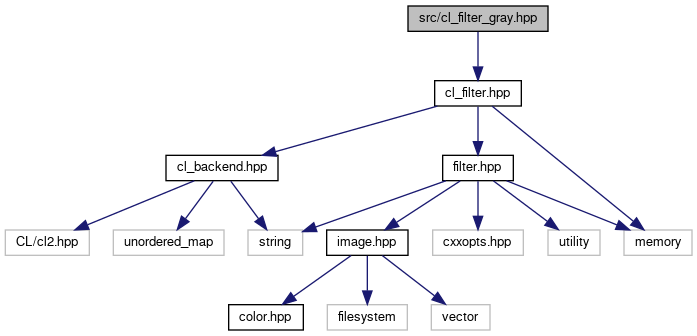 src/cl_filter_gray.hpp
cl_filter.hpp
cl_backend.hpp
filter.hpp
CL/cl2.hpp
unordered_map
string
image.hpp
cxxopts.hpp
utility
memory
color.hpp
filesystem
vector